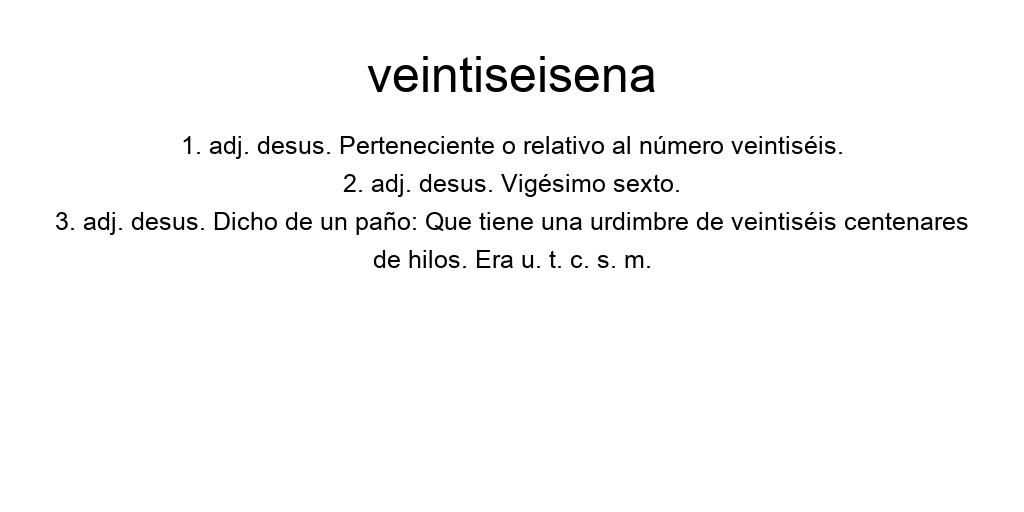 veintiseisena
1. adj. desus. Perteneciente o relativo al número veintiséis.
2. adj. desus. Vigésimo sexto.
3. adj. desus. Dicho de un paño: Que tiene una urdimbre de veintiséis centenares
de hilos. Era u. t. c. s. m.